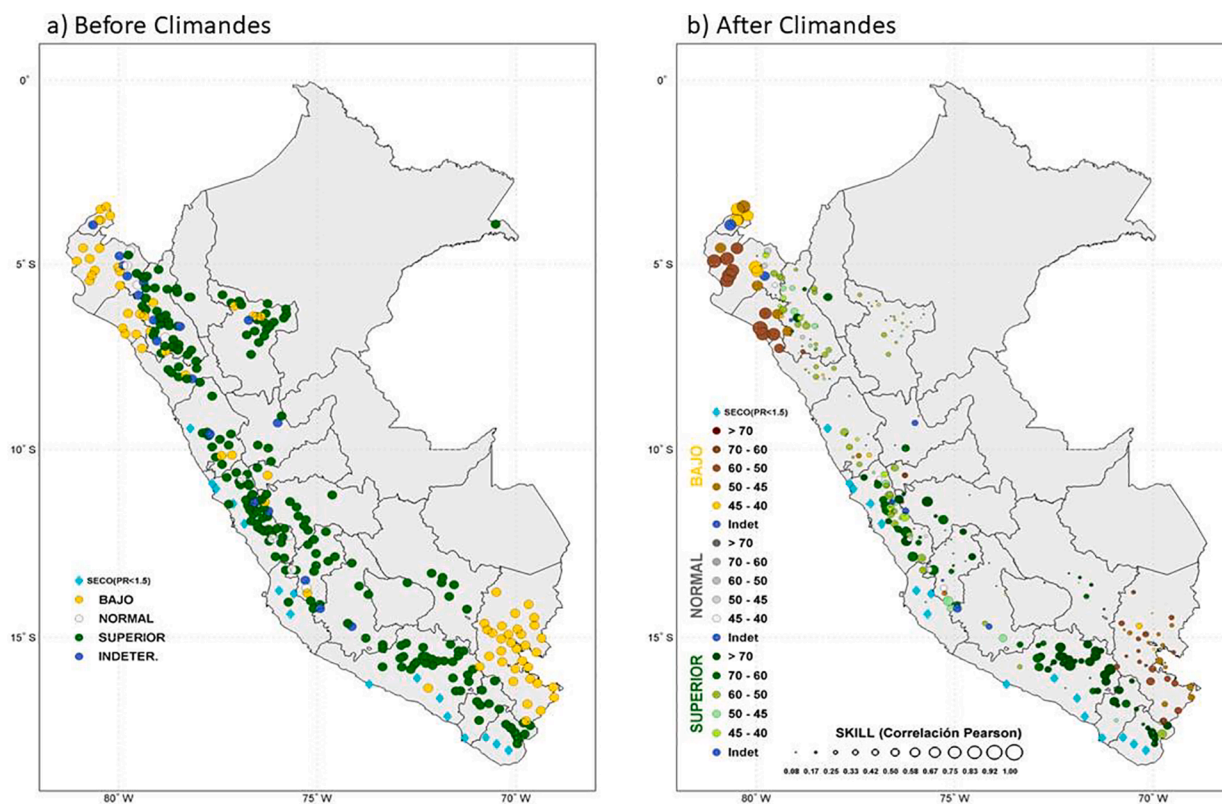 a) Before Climandes
0°
5°S
10°S
15°S
80°W
75°W
70°W
SECO(PR<1.5)
BAJO
NORMAL
SUPERIOR
INDETER.
b) After Climandes
0°
5°S
10°S
15°S
80°W
75°W
70°W
SECO(PR<1.5)
BAJO
> 70
70 - 60
60 - 50
50 - 45
45 - 40
Indet
NORMAL
> 70
70 - 60
60 - 50
50 - 45
45 - 40
Indet
SUPERIOR
> 70
70 - 60
60 - 50
50 - 45
45 - 40
Indet
SKILL (Correlación Pearson)
0.08 0.17 0.25 0.33 0.42 0.50 0.58 0.67 0.75 0.83 0.92 1.00